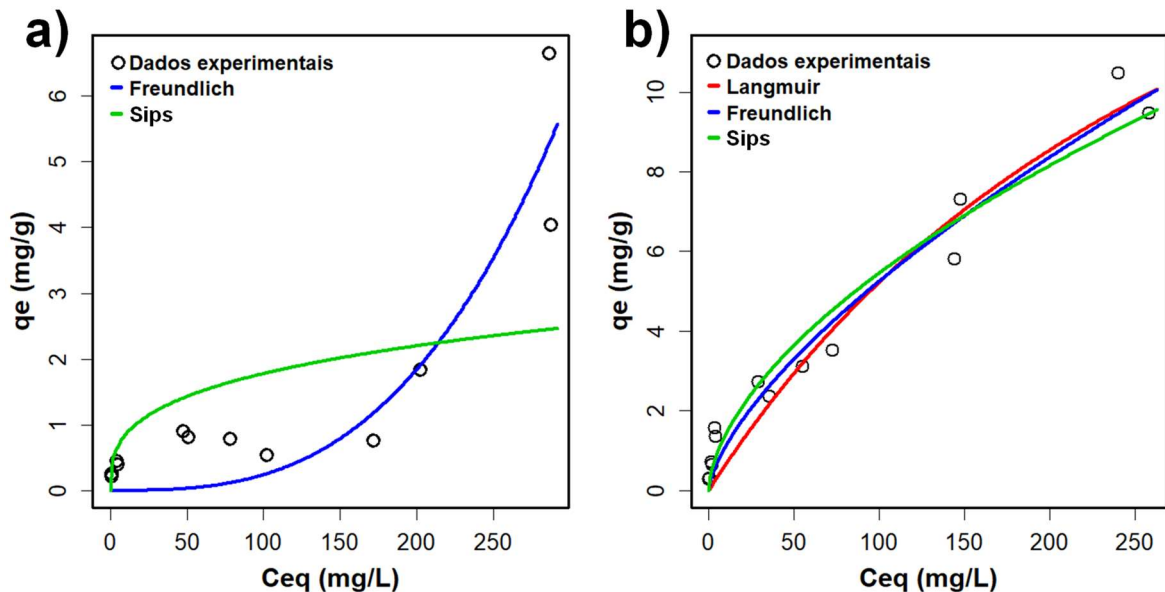 a)
Dados experimentais
Freundlich
Sips
qe (mg/g)
6
5
4
3
2
1
0
0 50 100 150 200 250
Ceq (mg/L)
b)
Dados experimentais
Langmuir
Freundlich
Sips
qe (mg/g)
10
8
6
4
2
0
0 50 100 150 200 250
Ceq (mg/L)